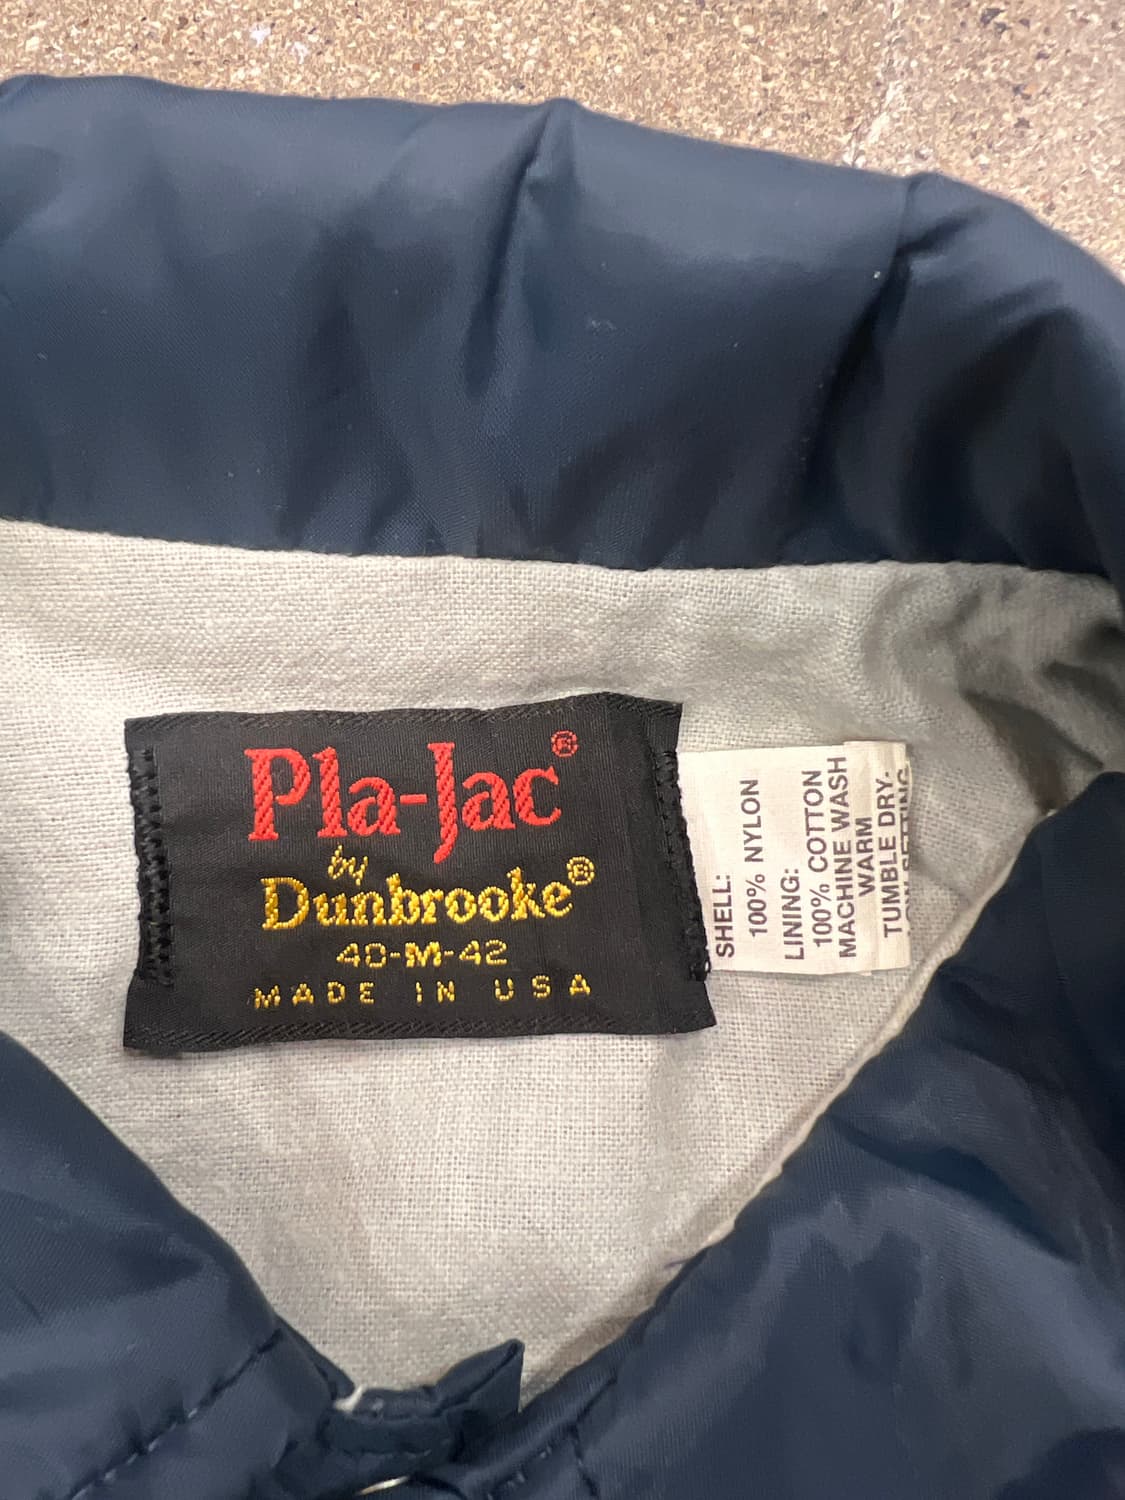 Pla-Jac®
by
Dunbrooke®
40-M-42
MADE IN USA
SHELL:
100% NYLON
LINING:
100% COTTON
MACHINE WASH
WARM
TUMBLE DRY.